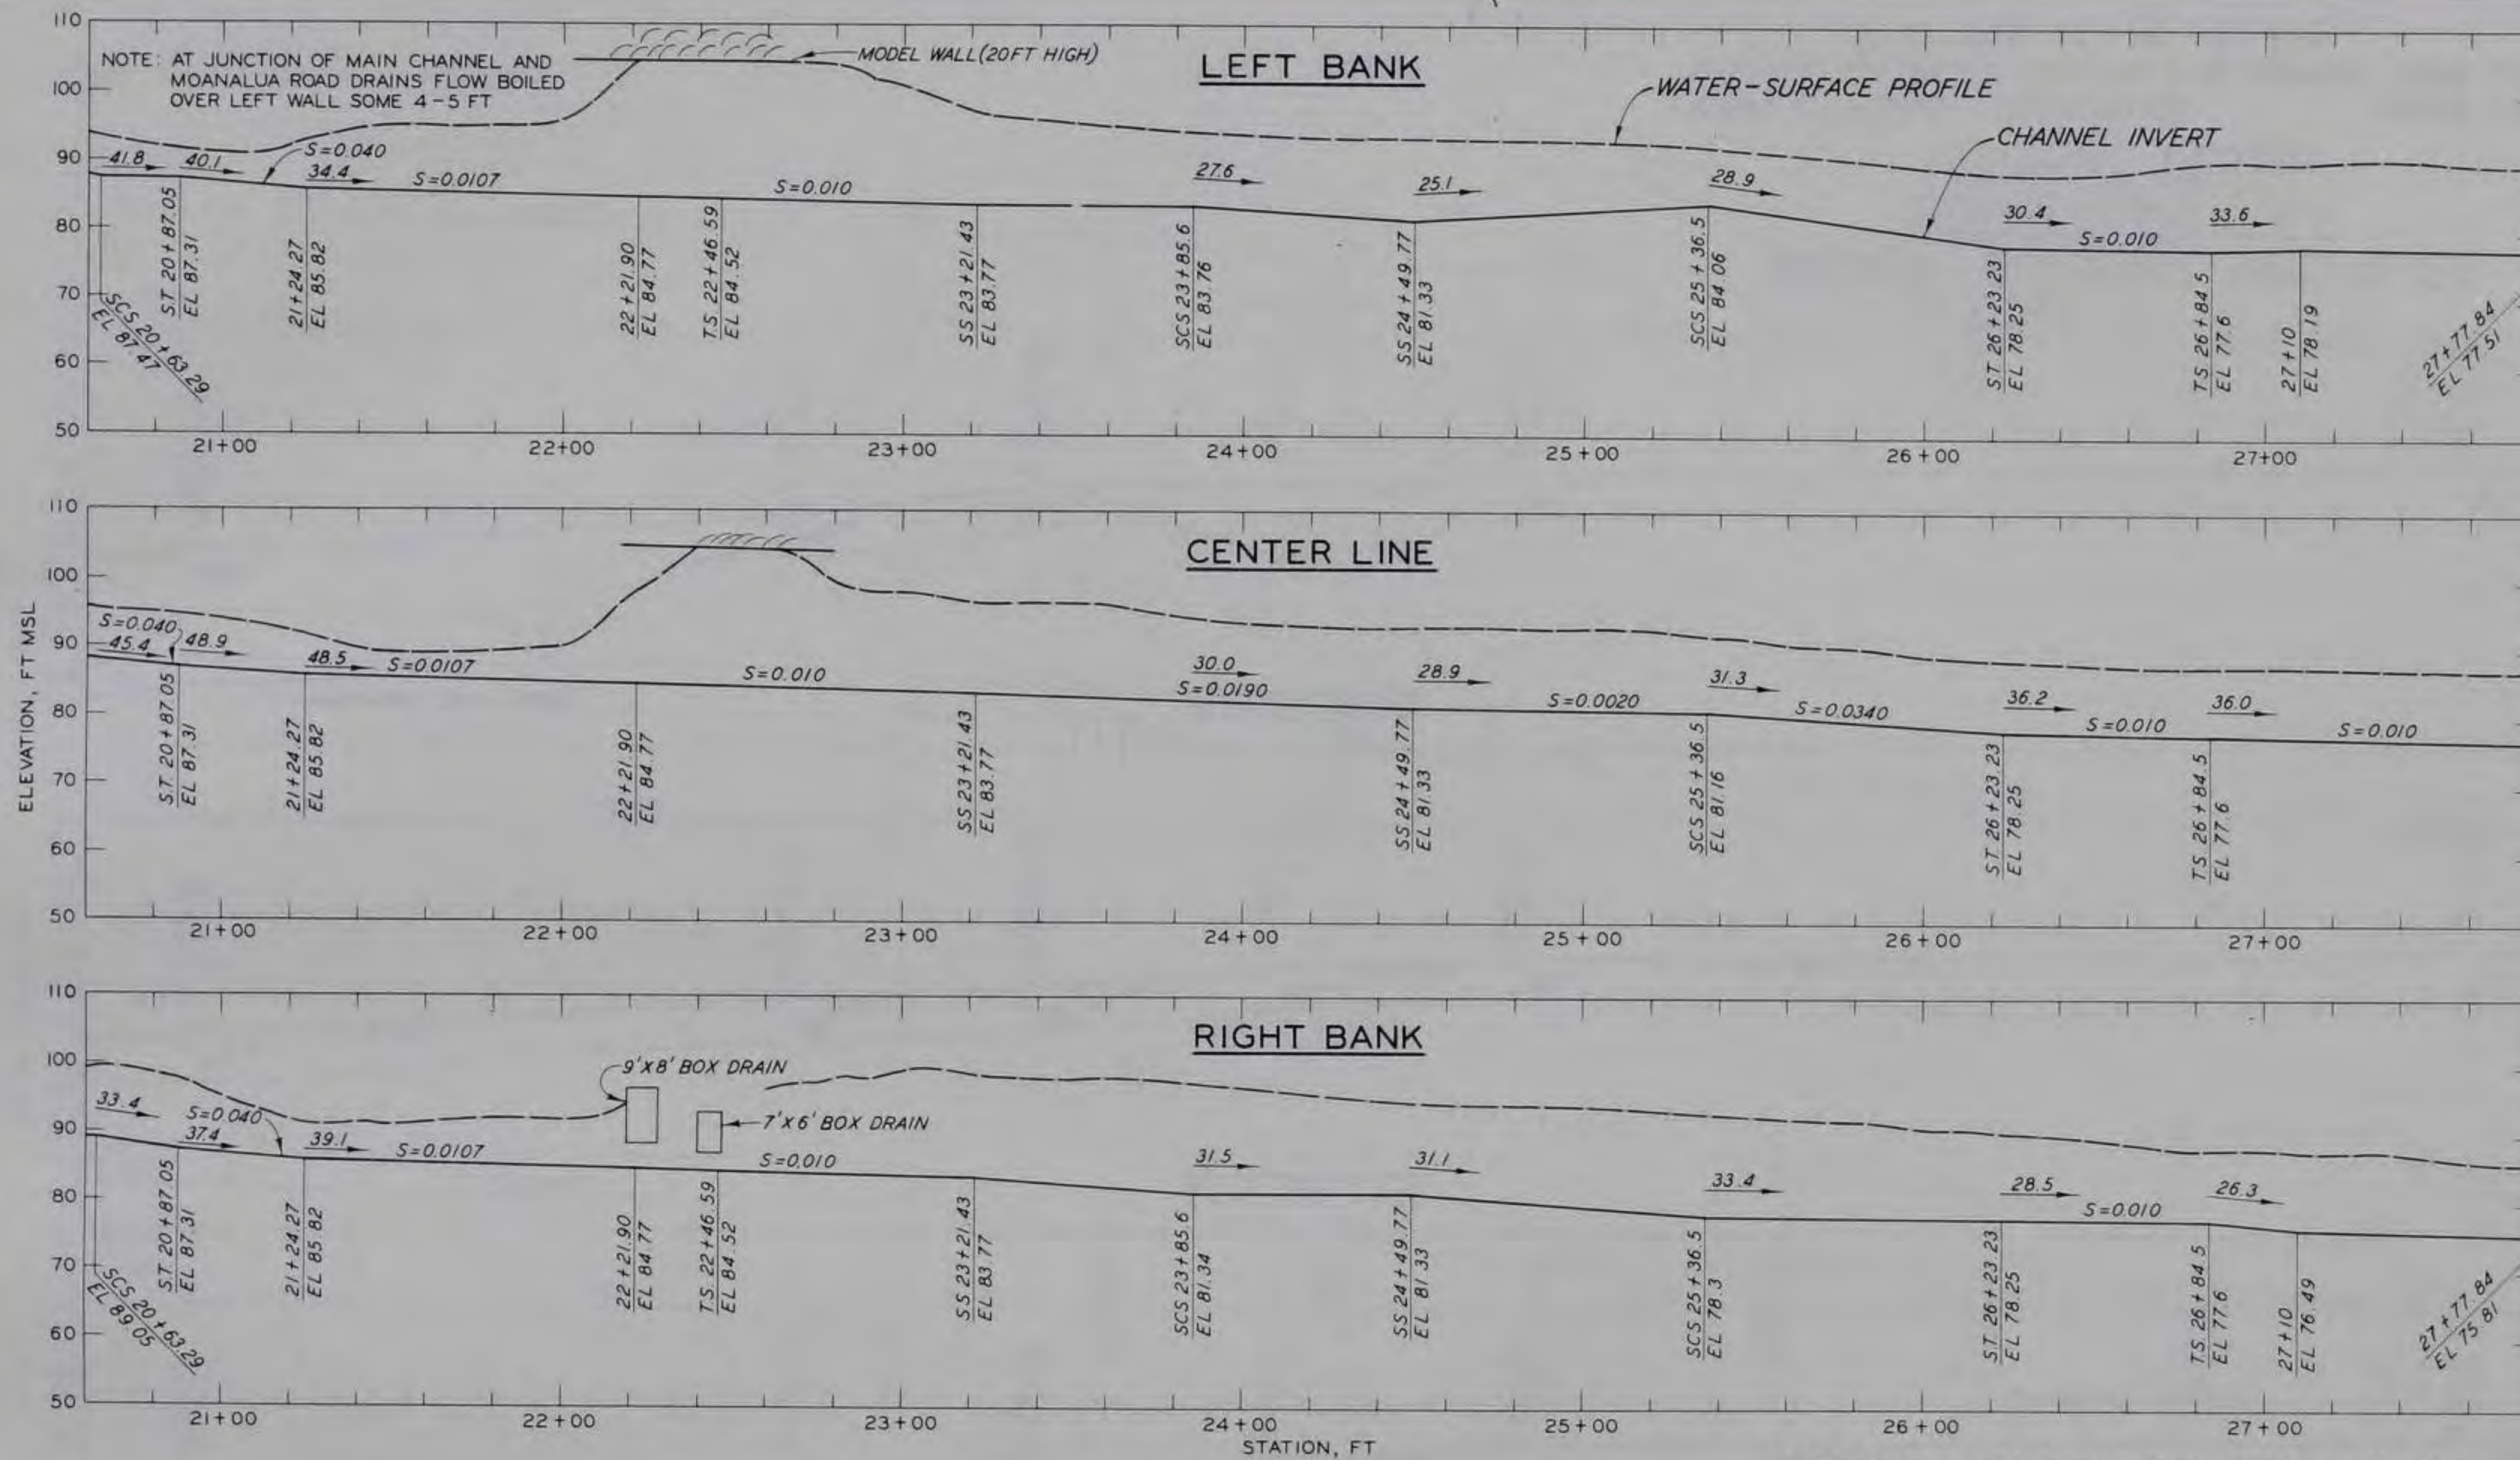 LEFT BANK
110
100
90
80
70
60
50
NOTE: AT JUNCTION OF MAIN CHANNEL AND
MOANALUA ROAD DRAINS FLOW BOILED
OVER LEFT WALL SOME 4-5 FT
MODEL WALL (20FT HIGH)
WATER-SURFACE PROFILE
CHANNEL INVERT
41.8
40.1
S=0.040
34.4
S=0.0107
S=0.010
27.6
25.1
28.9
30.4
S=0.010
33.6
SCS 20+63.29
EL 87.47
S.T. 20+87.05
EL 87.31
21+24.27
EL 85.82
22+21.90
EL 84.77
T.S. 22+46.59
EL 84.52
SS 23+21.43
EL 83.77
SCS 23+85.6
EL 83.76
SS 24+49.77
EL 81.33
SCS 25+36.5
EL 84.06
ST 26+23.23
EL 78.25
T.S. 26+84.5
EL 77.6
27+10
EL 78.19
27+77.84
EL 77.51
21+00
22+00
23+00
24+00
25+00
26+00
27+00
CENTER LINE
ELEVATION, FT MSL
110
100
90
80
70
60
50
S=0.040
45.4
48.9
48.5
S=0.0107
S=0.010
30.0
S=0.0190
28.9
S=0.0020
31.3
S=0.0340
36.2
S=0.010
36.0
S=0.010
S.T. 20+87.05
EL 87.31
21+24.27
EL 85.82
22+21.90
EL 84.77
SS 23+21.43
EL 83.77
SS 24+49.77
EL 81.33
SCS 25+36.5
EL 81.16
ST 26+23.23
EL 78.25
T.S. 26+84.5
EL 77.6
21+00
22+00
23+00
24+00
25+00
26+00
27+00
RIGHT BANK
110
100
90
80
70
60
50
9'X8' BOX DRAIN
7'X6' BOX DRAIN
33.4
S=0.040
37.4
39.1
S=0.0107
S=0.010
31.5
31.1
33.4
28.5
S=0.010
26.3
SCS 20+63.29
EL 89.05
S.T. 20+87.05
EL 87.31
21+24.27
EL 85.82
22+21.90
EL 84.77
T.S. 22+46.59
EL 84.52
SS 23+21.43
EL 83.77
SCS 23+85.6
EL 81.34
SS 24+49.77
EL 81.33
SCS 25+36.5
EL 78.3
ST 26+23.23
EL 78.25
T.S. 26+84.5
EL 77.6
27+10
EL 76.49
27+77.84
EL 75.81
21+00
22+00
23+00
24+00
25+00
26+00
27+00
STATION, FT